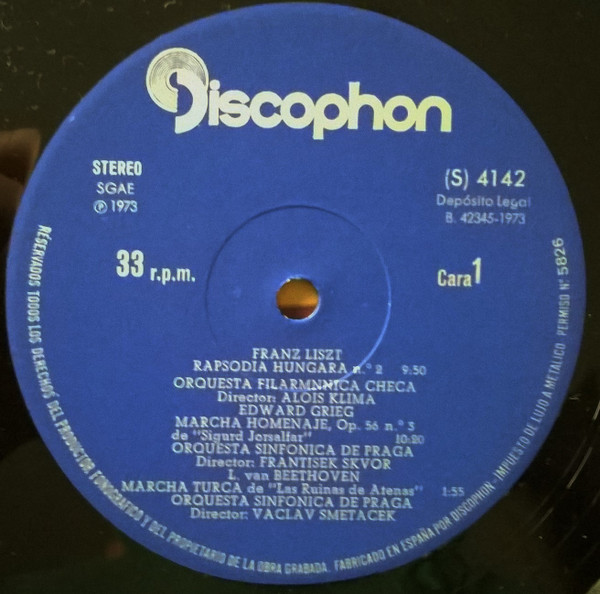 Discophon
STEREO
SGAE
Ⓟ 1973
(S) 4142
Depósito Legal
B. 42345-1973
33 r.p.m.
Cara 1
FRANZ LISZT
RAPSODIA HUNGARA n.º 2 9:50
ORQUESTA FILARMNNICA CHECA
Director: ALOIS KLIMA
EDWARD GRIEG
MARCHA HOMENAJE, Op. 56 n.º 3
de "Sigurd Jorsalfar" 10:20
ORQUESTA SINFONICA DE PRAGA
Director: FRANTISEK SKVOR
L. van BEETHOVEN
MARCHA TURCA de "Las Ruinas de Atenas" 1:55
ORQUESTA SINFONICA DE PRAGA
Director: VACLAV SMETACEK
RESERVADOS TODOS LOS DERECHOS DEL PRODUCTOR FONOGRAFICO Y DEL PROPIETARIO DE LA OBRA GRABADA. FABRICADO EN ESPAÑA POR DISCOPHON - IMPUESTO DE LUJO A METALICO PERMISO Nº 5826